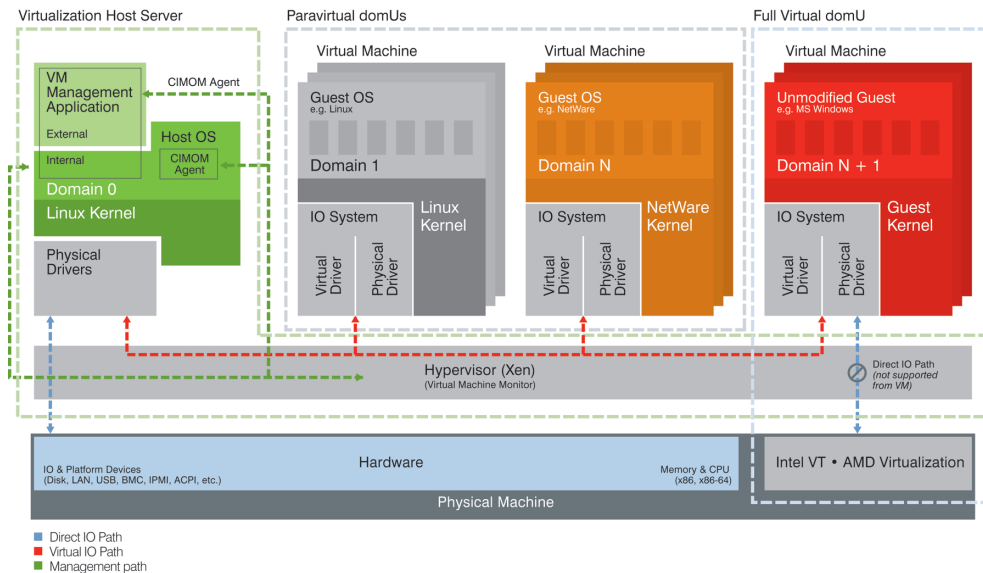 Virtualization Host Server
Paravirtual domUs
Full Virtual domU
VM
Management
Application
External
Internal
CIMOM Agent
Host OS
CIMOM
Agent
Domain 0
Linux Kernel
Physical
Drivers
Virtual Machine
Guest OS
e.g. Linux
Domain 1
Linux
Kernel
IO System
Virtual
Driver
Physical
Driver
Virtual Machine
Guest OS
e.g. NetWare
Domain N
NetWare
Kernel
IO System
Virtual
Driver
Physical
Driver
Virtual Machine
Unmodified Guest
e.g. MS Windows
Domain N + 1
Guest
Kernel
IO System
Virtual
Driver
Physical
Driver
Hypervisor (Xen)
(Virtual Machine Monitor)
Direct IO Path
(not supported
from VM)
Hardware
IO & Platform Devices
(Disk, LAN, USB, BMC, IPMI, ACPI, etc.)
Memory & CPU
(x86, x86-64)
Intel VT • AMD Virtualization
Physical Machine
Direct IO Path
Virtual IO Path
Management path